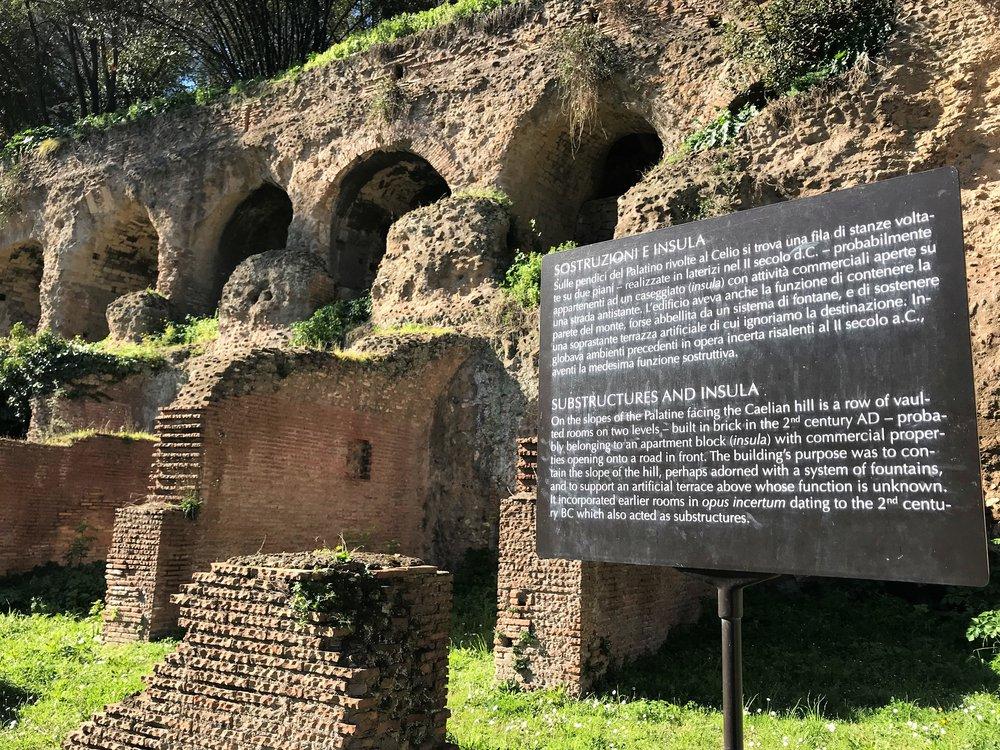 SOSTRUZIONI E INSULA
Sulle pendici del Palatino rivolte al Celio si trova una fila di stanze volta-
te su due piani – realizzate in laterizi nel II secolo d.C. – probabilmente
appartenenti ad un caseggiato (insula) con attività commerciali aperte su
una strada antistante. L'edificio aveva anche la funzione di contenere la
parete del monte, forse abbellita da un sistema di fontane, e di sostenere
una soprastante terrazza artificiale di cui ignoriamo la destinazione. In-
globava ambienti precedenti in opera incerta risalenti al II secolo a.C.,
aventi la medesima funzione sostruttiva.
SUBSTRUCTURES AND INSULA
On the slopes of the Palatine facing the Caelian hill is a row of vaul-
ted rooms on two levels – built in brick in the 2nd century AD – proba-
bly belonging to an apartment block (insula) with commercial proper-
ties opening onto a road in front. The building's purpose was to con-
tain the slope of the hill, perhaps adorned with a system of fountains,
and to support an artificial terrace above whose function is unknown.
It incorporated earlier rooms in opus incertum dating to the 2nd centu-
ry BC which also acted as substructures.